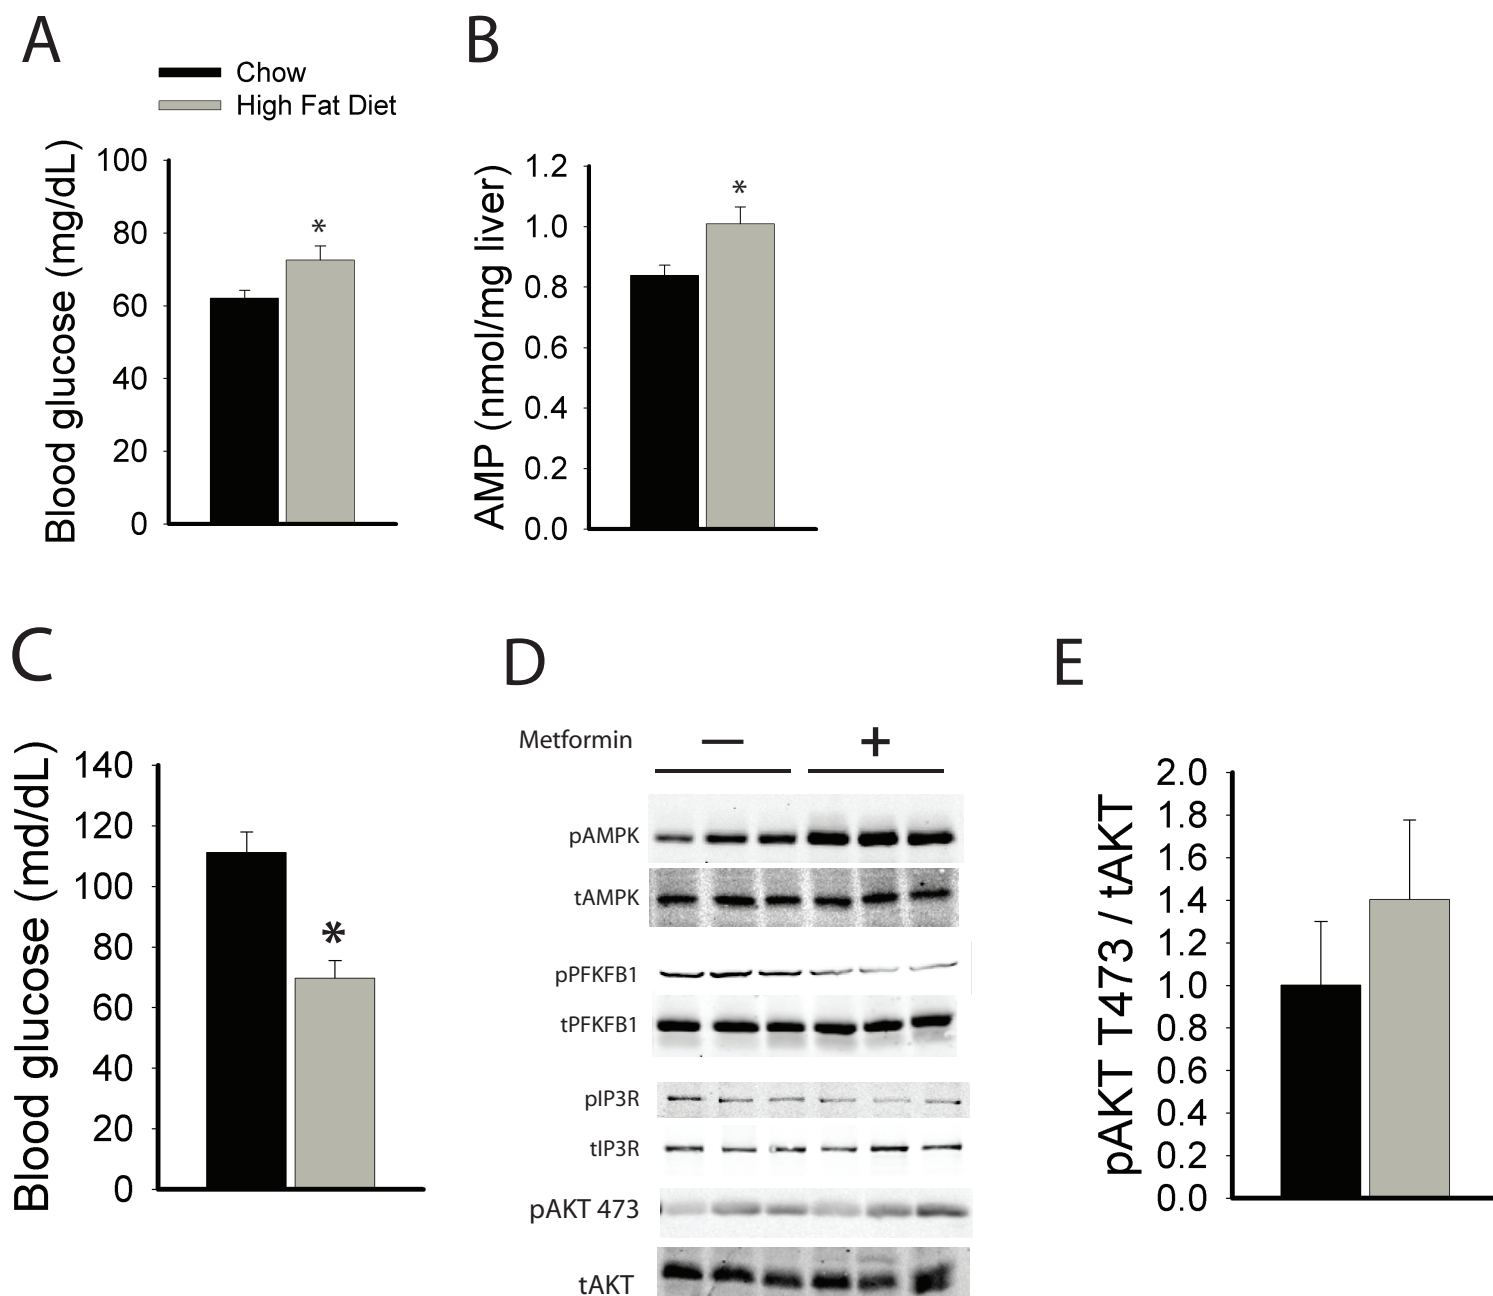 A
B
Chow
High Fat Diet
Blood glucose (mg/dL)
100
80
60
40
20
0
*
AMP (nmol/mg liver)
1.2
1.0
0.8
0.6
0.4
0.2
0.0
*
C
D
E
Blood glucose (md/dL)
140
120
100
80
60
40
20
0
*
Metformin − +
pAMPK
tAMPK
pPFKFB1
tPFKFB1
pIP3R
tIP3R
pAKT 473
tAKT
pAKT T473 / tAKT
2.0
1.8
1.6
1.4
1.2
1.0
0.8
0.6
0.4
0.2
0.0